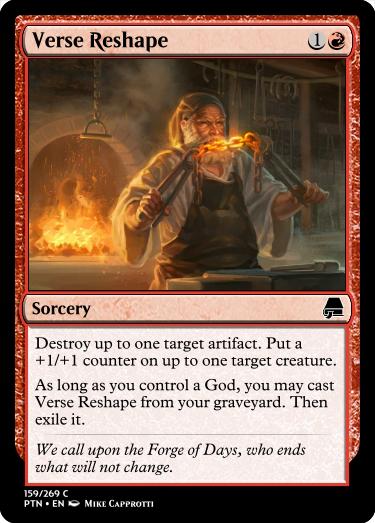 Verse Reshape
1
Sorcery
Destroy up to one target artifact. Put a
+1/+1 counter on up to one target creature.
As long as you control a God, you may cast
Verse Reshape from your graveyard. Then
exile it.
We call upon the Forge of Days, who ends
what will not change.
159/269 C
PTN • EN Mike Capprotti